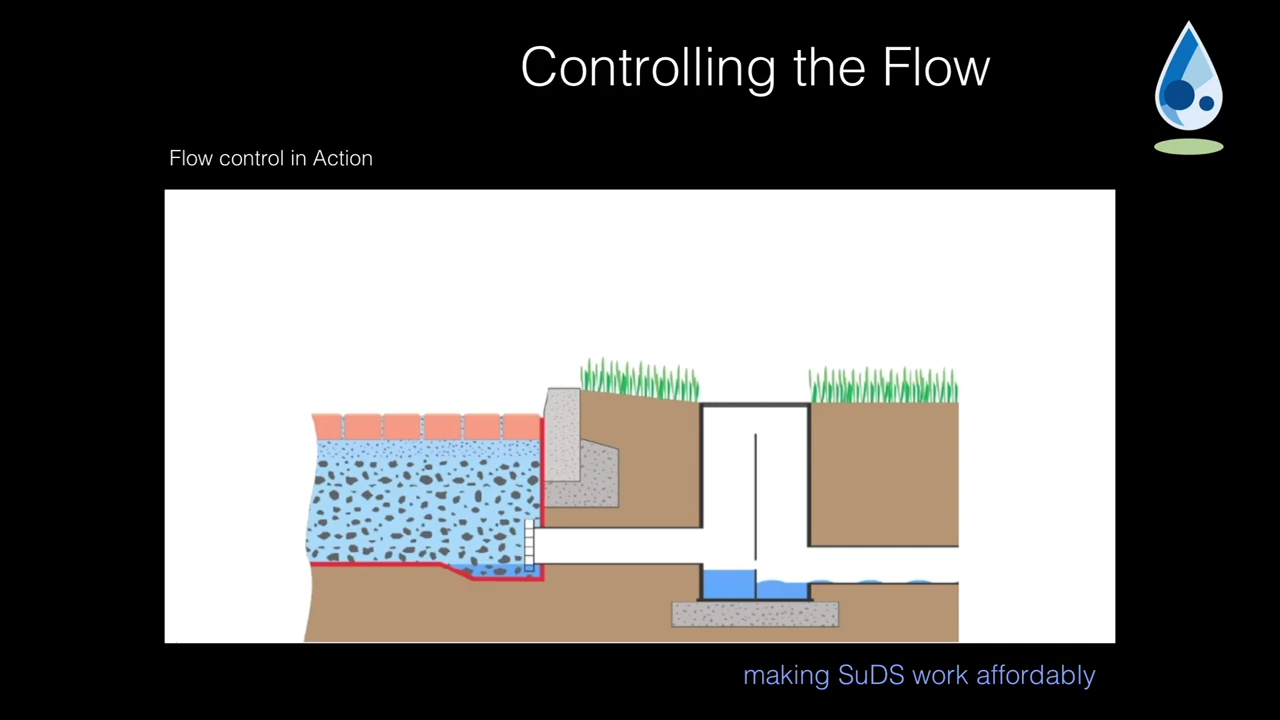 Controlling the Flow
Flow control in Action
making SuDS work affordably